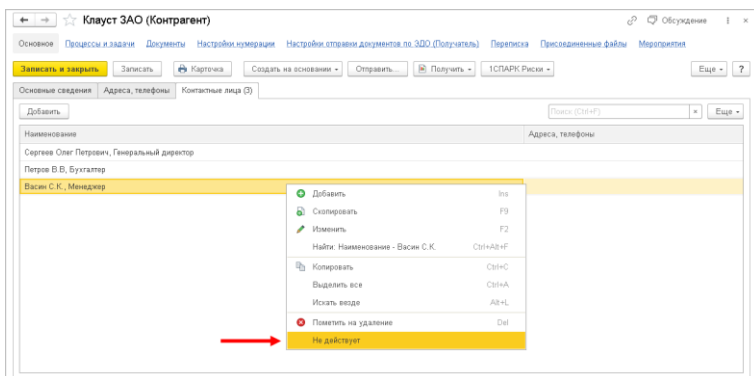 Клауст ЗАО (Контрагент)
Обсуждение
Основное Процессы и задачи Документы Настройки нумерации Настройки отправки документов по ЭДО (Получатель) Переписка Присоединенные файлы Мероприятия
Записать и закрыть Записать Карточка Создать на основании Отправить... Получить 1СПАРК Риски Еще ?
Основные сведения Адреса, телефоны Контактные лица (3)
Добавить Поиск (Ctrl+F) × Еще
Наименование Адреса, телефоны
Сергеев Олег Петрович, Генеральный директор
Петров В.В, Бухгалтер
Васин С.К., Менеджер
Добавить Ins
Скопировать F9
Изменить F2
Найти: Наименование - Васин С.К. Ctrl+Alt+F
Копировать Ctrl+C
Выделить все Ctrl+A
Искать везде Alt+L
Пометить на удаление Del
Не действует